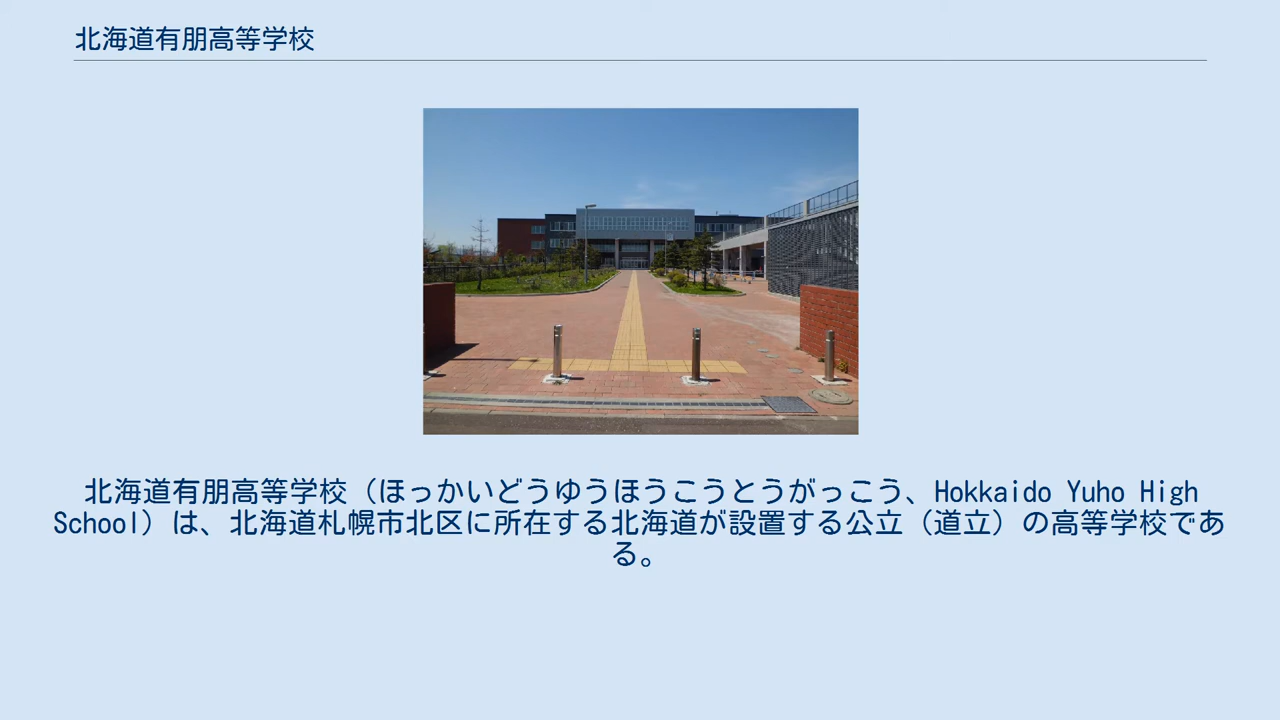 北海道有朋高等学校
北海道有朋高等学校（ほっかいどうゆうほうこうとうがっこう、Hokkaido Yuho High
School）は、北海道札幌市北区に所在する北海道が設置する公立（道立）の高等学校であ
る。